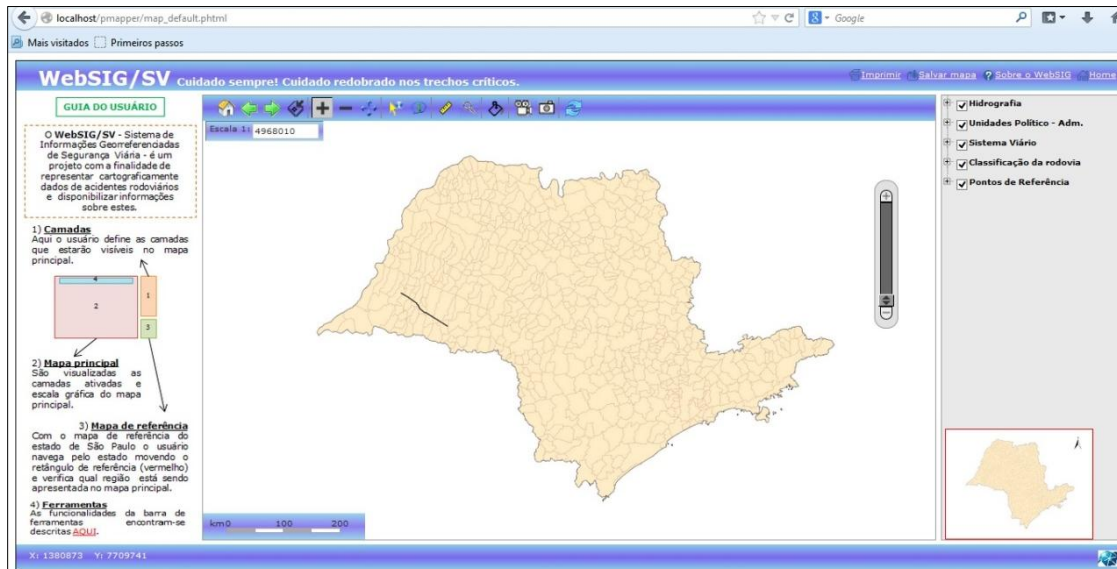 localhost/pmapper/map_default.phtml
Google
Mais visitados
Primeiros passos
WebSIG/SV Cuidado sempre! Cuidado redobrado nos trechos críticos.
Imprimir
Salvar mapa
Sobre o WebSIG
Home
GUIA DO USUÁRIO
O WebSIG/SV - Sistema de
Informações Georreferenciadas
de Segurança Viária - é um
projeto com a finalidade de
representar cartograficamente
dados de acidentes rodoviários
e disponibilizar informações
sobre estes.
1) Camadas
Aqui o usuário define as camadas
que estarão visíveis no mapa
principal.
4
1
2
3
2) Mapa principal
São visualizadas as
camadas ativadas e
escala gráfica do mapa
principal.
3) Mapa de referência
Com o mapa de referência do
estado de São Paulo o usuário
navega pelo estado movendo o
retângulo de referência (vermelho)
e verifica qual região está sendo
apresentada no mapa principal.
4) Ferramentas
As funcionalidades da barra de
ferramentas encontram-se
descritas AQUI.
Escala 1: 4968010
km0 100 200
Hidrografia
Unidades Político - Adm.
Sistema Viário
Classificação da rodovia
Pontos de Referência
X: 1380873 Y: 7709741